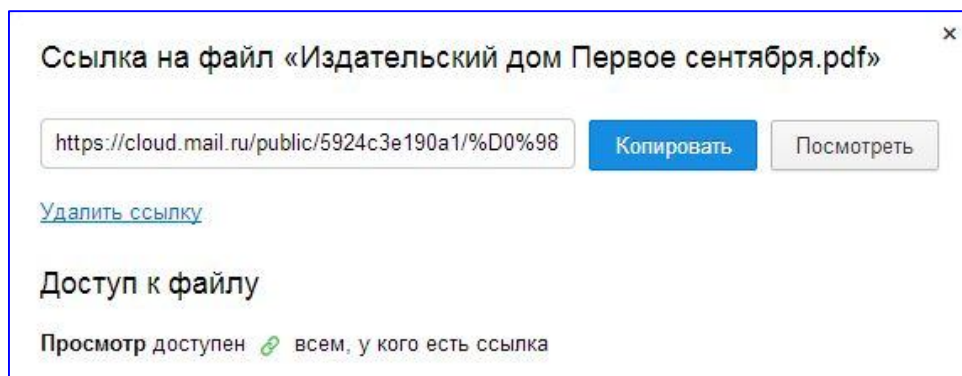 Ссылка на файл «Издательский дом Первое сентября.pdf»
https://cloud.mail.ru/public/5924c3e190a1/%D0%98 Копировать Посмотреть
Удалить ссылку
Доступ к файлу
Просмотр доступен всем, у кого есть ссылка